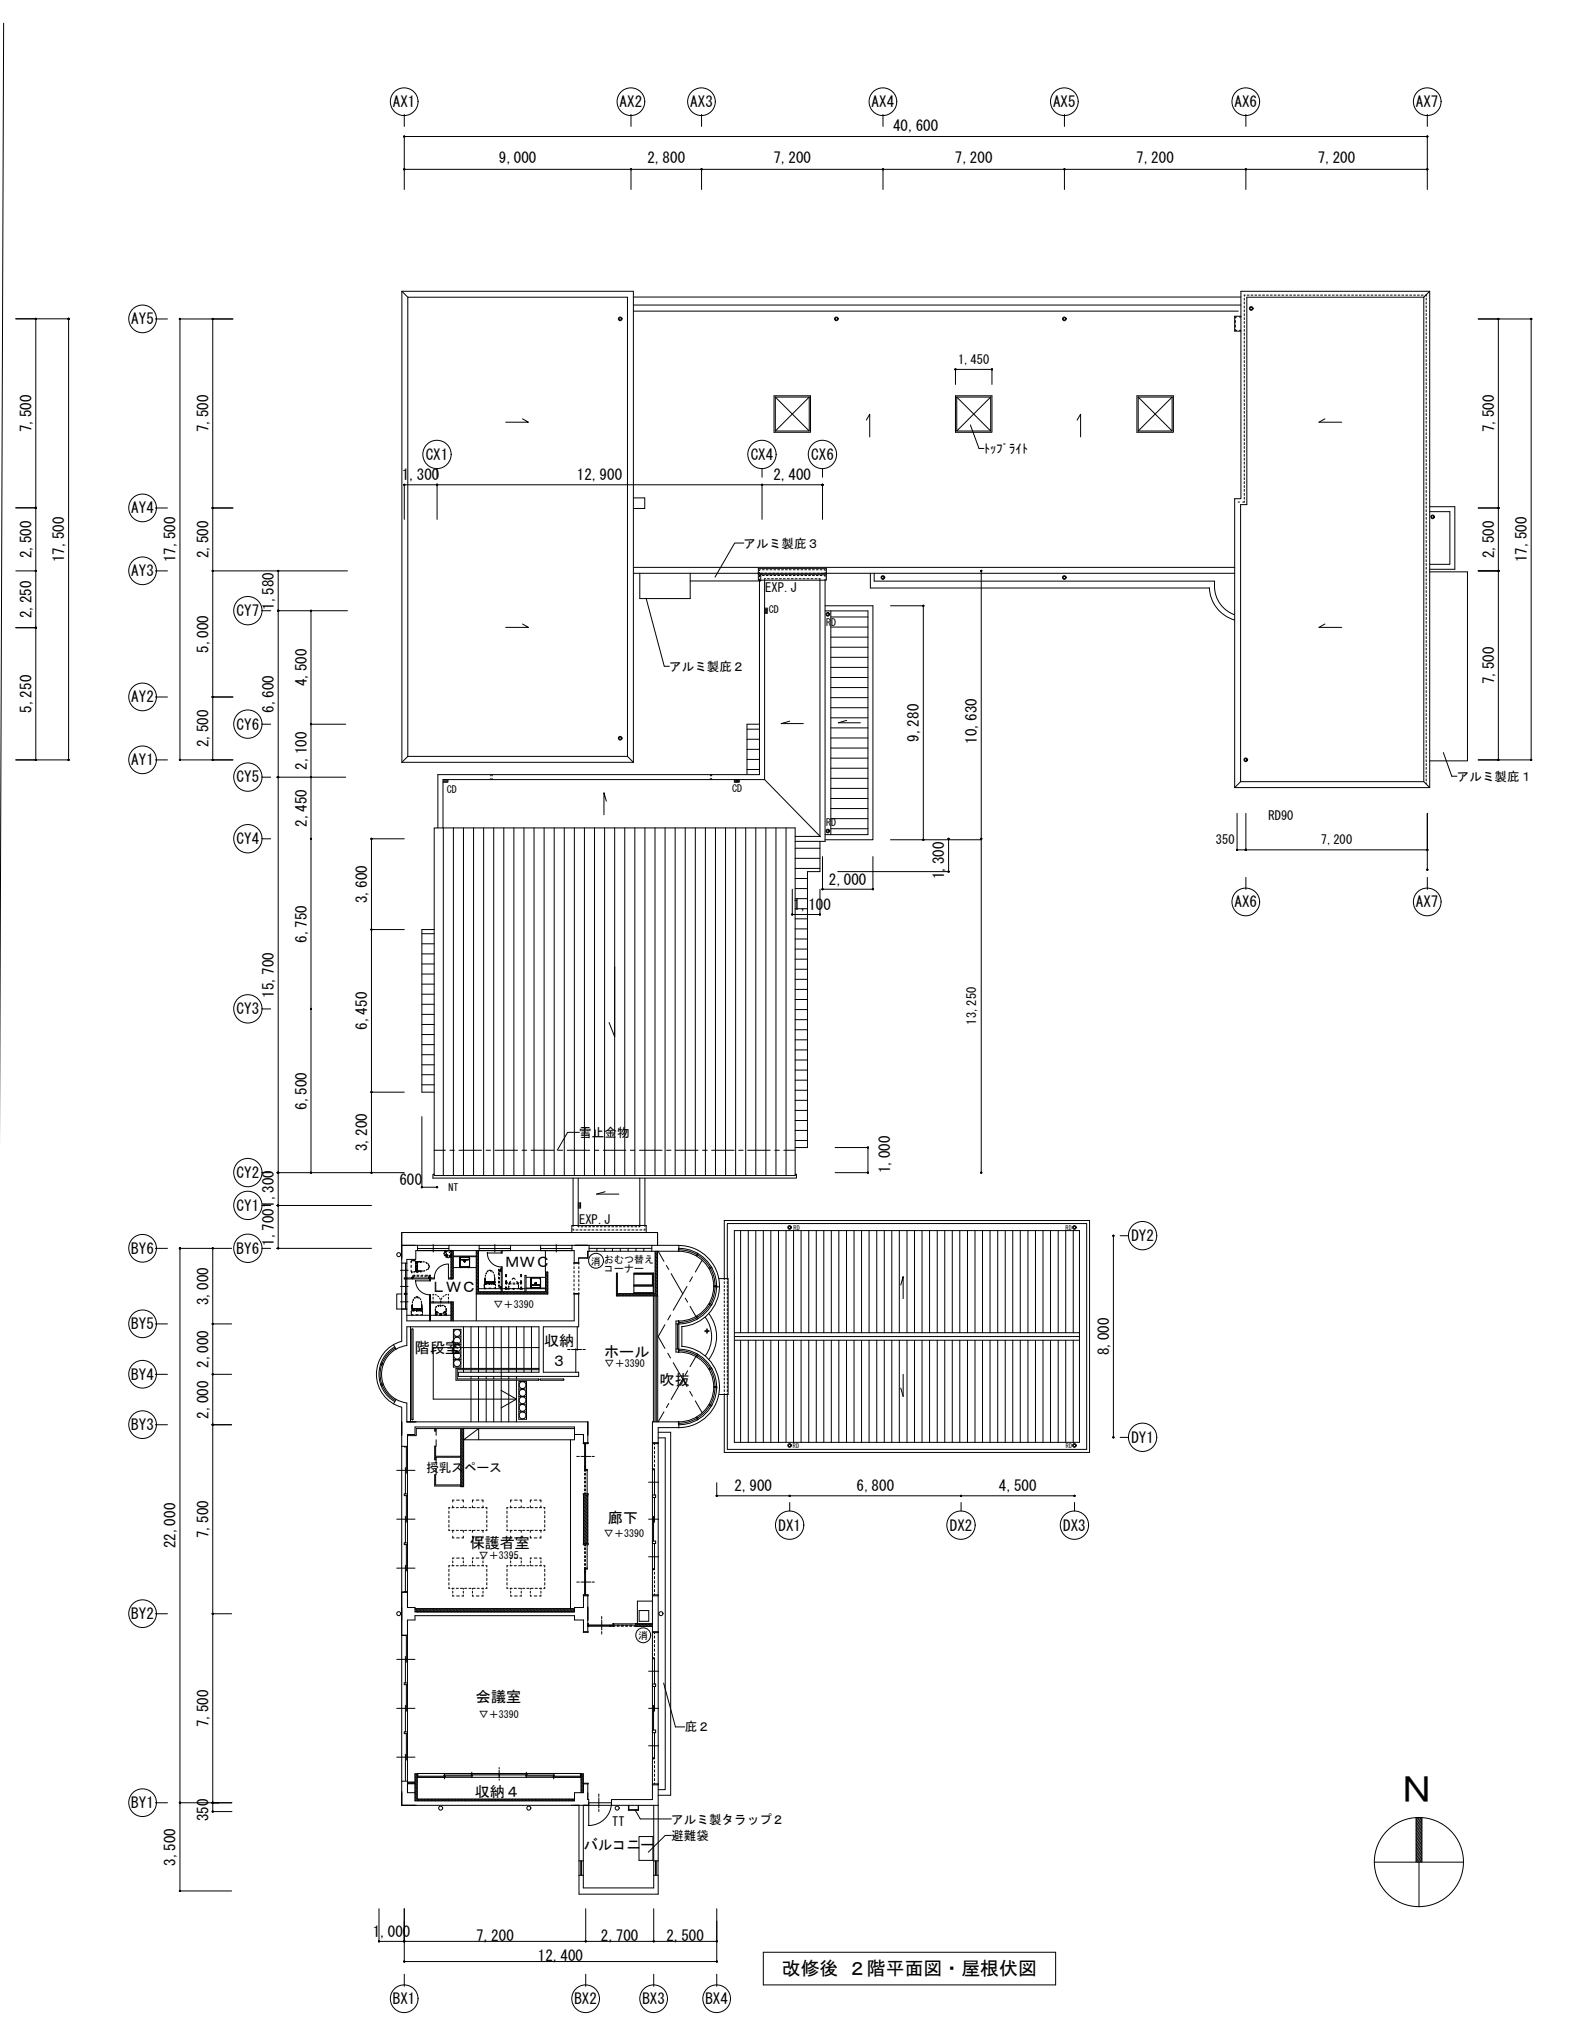 AX1 AX2 AX3 AX4 AX5 AX6 AX7
40,600
9,000 2,800 7,200 7,200 7,200 7,200
AY5
AY4
AY3
CY7
AY2
CY6
AY1
CY5
CY4
CY3
CY2
CY1
BY6 BY6
BY5
BY4
BY3
BY2
BY1
7,500
2,500
2,250
5,250
17,500
17,500
7,500
2,500
5,000
2,500
1,580
6,600
15,700
1,300
1,700
4,500
2,100
2,450
6,750
6,500
3,600
6,450
3,200
1,450
トップライト
CX1 CX4 CX6
1,300 12,900 2,400
アルミ製庇3
EXP.J
CD
RD
アルミ製庇2
9,280
10,630
7,500
2,500
7,500
17,500
アルミ製庇1
CD
CD
RD
RD90
350 7,200
AX6 AX7
1,300
2,000
1,100
13,250
雪止金物
1,000
600
NT
EXP.J
RD RD
DY2
8,000
DY1
RD RD
2,900 6,800 4,500
DX1 DX2 DX3
MWC
LWC
▽+3390
消
おむつ替え
コーナー
階段室
収納
3
ホール
▽+3390
吹抜
授乳スペース
保護者室
▽+3395
廊下
▽+3390
消
会議室
▽+3390
庇2
収納4
TT
アルミ製タラップ2
避難袋
バルコニー
3,000
2,000
2,000
7,500
7,500
350
22,000
3,500
1,000 7,200 2,700 2,500
12,400
BX1 BX2 BX3 BX4
改修後 2階平面図・屋根伏図
N